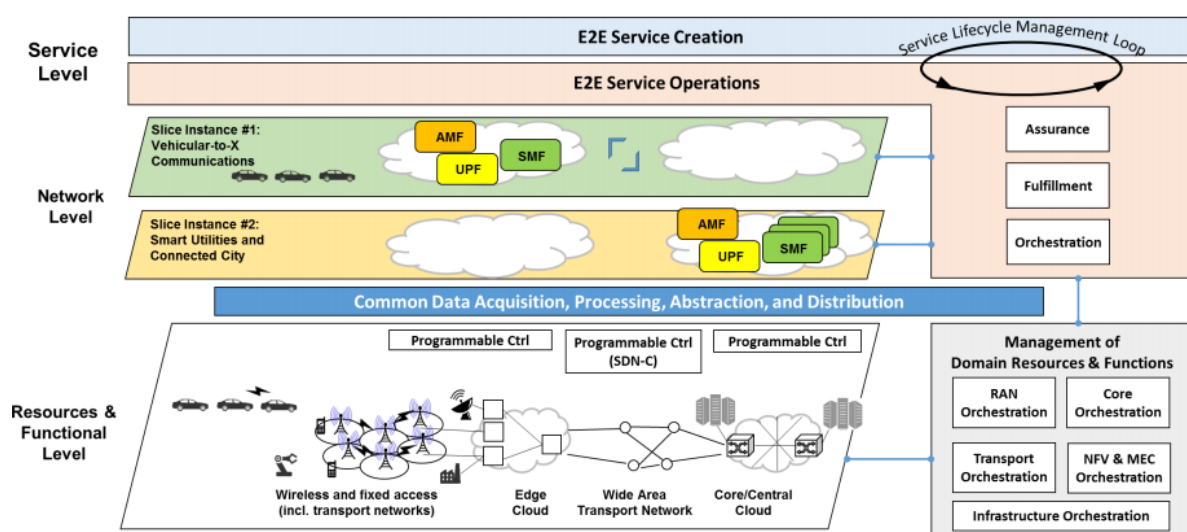 Service
Level
E2E Service Creation
Service Lifecycle Management Loop
E2E Service Operations
Network
Level
Slice Instance #1:
Vehicular-to-X
Communications
AMF
UPF
SMF
Slice Instance #2:
Smart Utilities and
Connected City
AMF
UPF
SMF
Assurance
Fulfillment
Orchestration
Common Data Acquisition, Processing, Abstraction, and Distribution
Resources &
Functional
Level
Programmable Ctrl
Programmable Ctrl
(SDN-C)
Programmable Ctrl
Wireless and fixed access
(incl. transport networks)
Edge
Cloud
Wide Area
Transport Network
Core/Central
Cloud
Management of
Domain Resources & Functions
RAN
Orchestration
Core
Orchestration
Transport
Orchestration
NFV & MEC
Orchestration
Infrastructure Orchestration